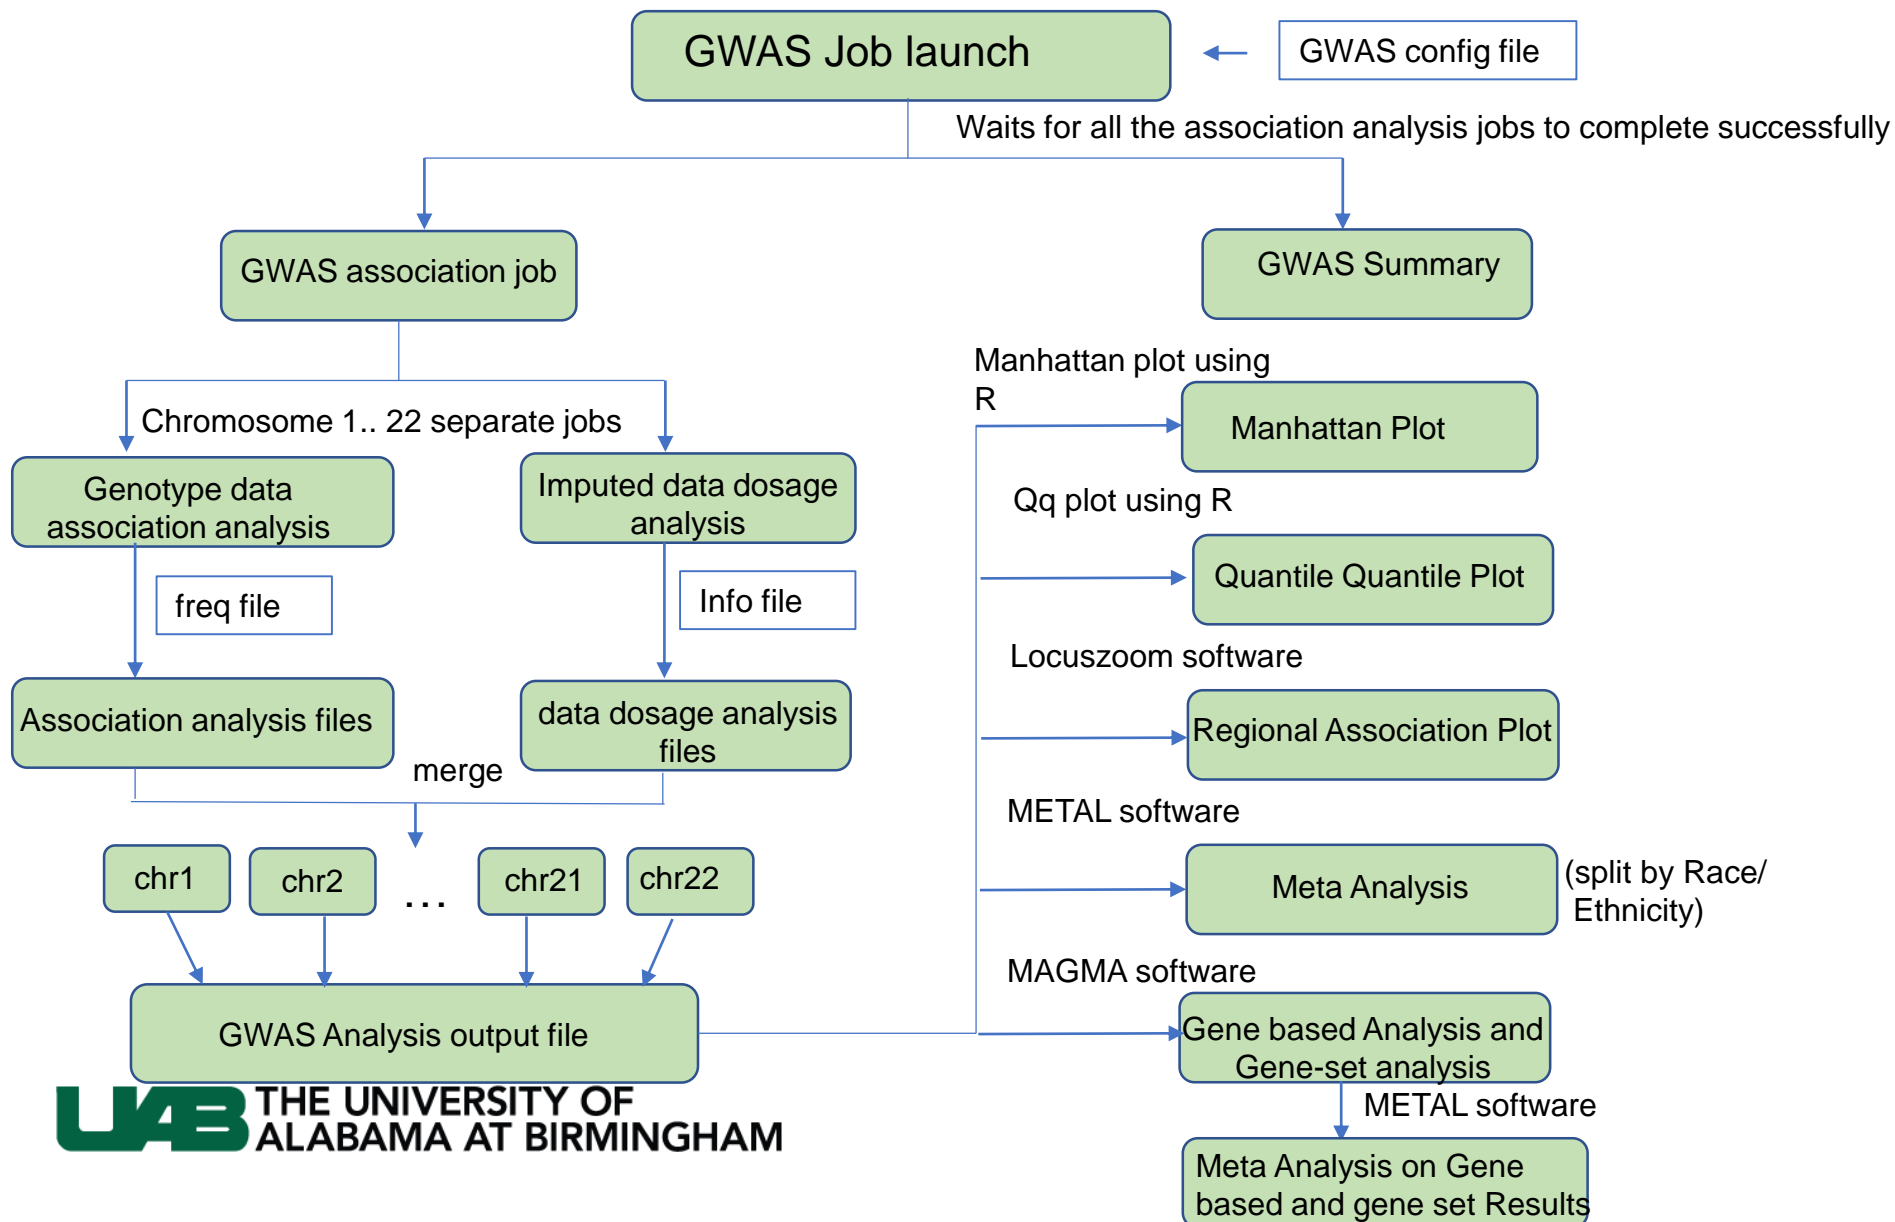 GWAS Job launch
GWAS config file
Waits for all the association analysis jobs to complete successfully
GWAS association job
GWAS Summary
Chromosome 1.. 22 separate jobs
Genotype data
association analysis
Imputed data dosage
analysis
freq file
Info file
Association analysis files
data dosage analysis
files
merge
chr1
chr2
...
chr21
chr22
GWAS Analysis output file
Manhattan plot using
R
Manhattan Plot
Qq plot using R
Quantile Quantile Plot
Locuszoom software
Regional Association Plot
METAL software
Meta Analysis
(split by Race/
Ethnicity)
MAGMA software
Gene based Analysis and
Gene-set analysis
METAL software
Meta Analysis on Gene
based and gene set Results
UAB
THE UNIVERSITY OF
ALABAMA AT BIRMINGHAM